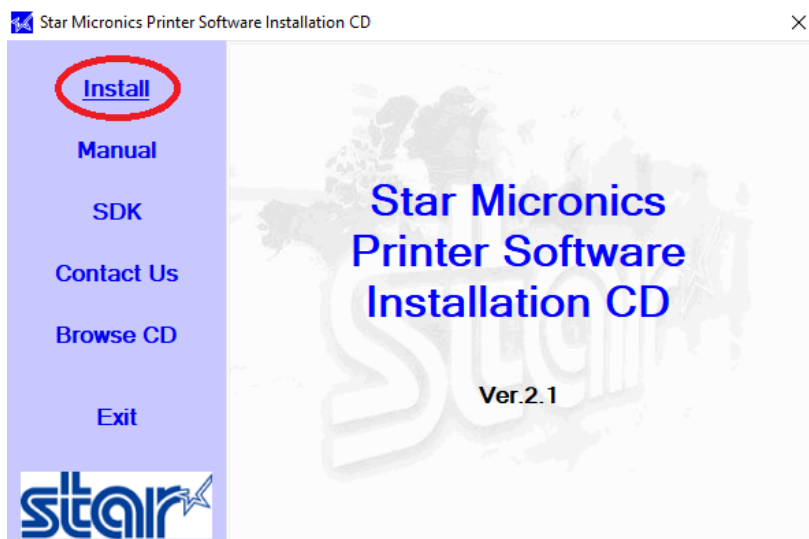 Star Micronics Printer Software Installation CD
Install
Manual
SDK
Contact Us
Browse CD
Exit
star
Star Micronics
Printer Software
Installation CD
Ver.2.1
star